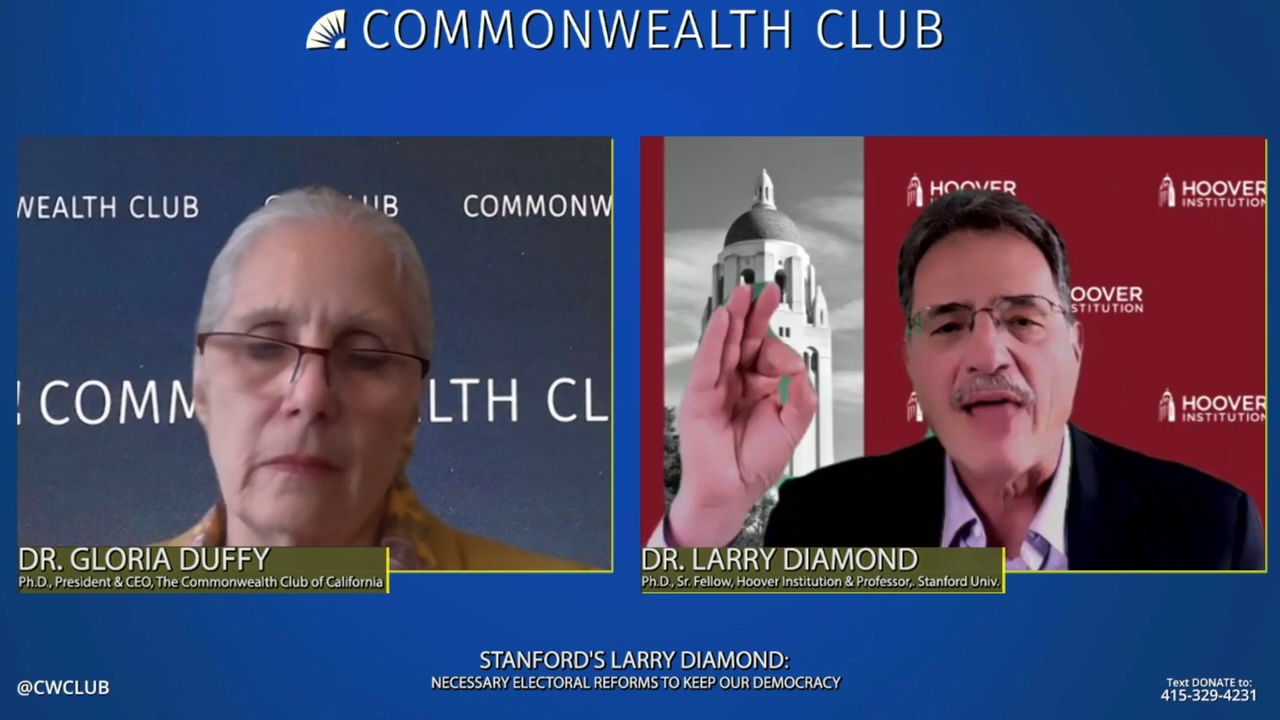 COMMONWEALTH CLUB
WEALTH CLUB
COMMONW
COMM
LTH CL
HOOVER
INSTITUTION
HOOVER
INSTITUTION
OOVER
STITUTION
HOOVER
INSTITUTION
DR. GLORIA DUFFY
Ph.D., President & CEO, The Commonwealth Club of California
DR. LARRY DIAMOND
Ph.D., Sr. Fellow, Hoover Institution & Professor,. Stanford Univ.
STANFORD'S LARRY DIAMOND:
NECESSARY ELECTORAL REFORMS TO KEEP OUR DEMOCRACY
@CWCLUB
Text DONATE to:
415-329-4231